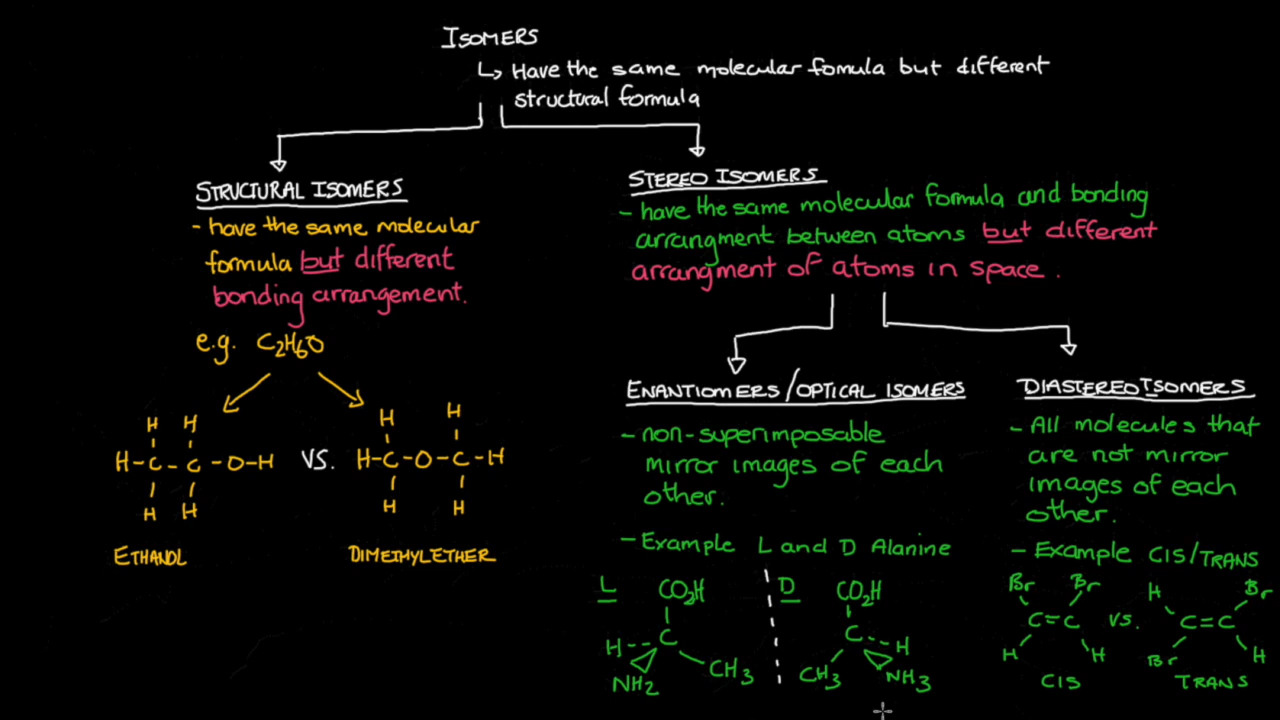 ISOMERS
↳ Have the same molecular fomula but different
structural formula
STRUCTURAL ISOMERS
- have the same molecular
formula but different
bonding arrangement.
e.g. C₂H₆O
H H
H-C-C-O-H
H H
ETHANOL
VS.
H H
H-C-O-C-H
H H
DIMETHYLETHER
STEREO ISOMERS
- have the same molecular formula and bonding
arrangment between atoms but different
arrangment of atoms in space.
ENANTIOMERS/OPTICAL ISOMERS
- non-superimposable
mirror images of each
other.
- Example L and D Alanine
L CO₂H
H C
NH₂ CH₃
D CO₂H
C H
CH₃ NH₃
DIASTEREOISOMERS
- All molecules that
are not mirror
images of each
other.
- Example CIS/TRANS
Br Br
C=C
H H
CIS
vs.
H Br
C=C
Br H
TRANS